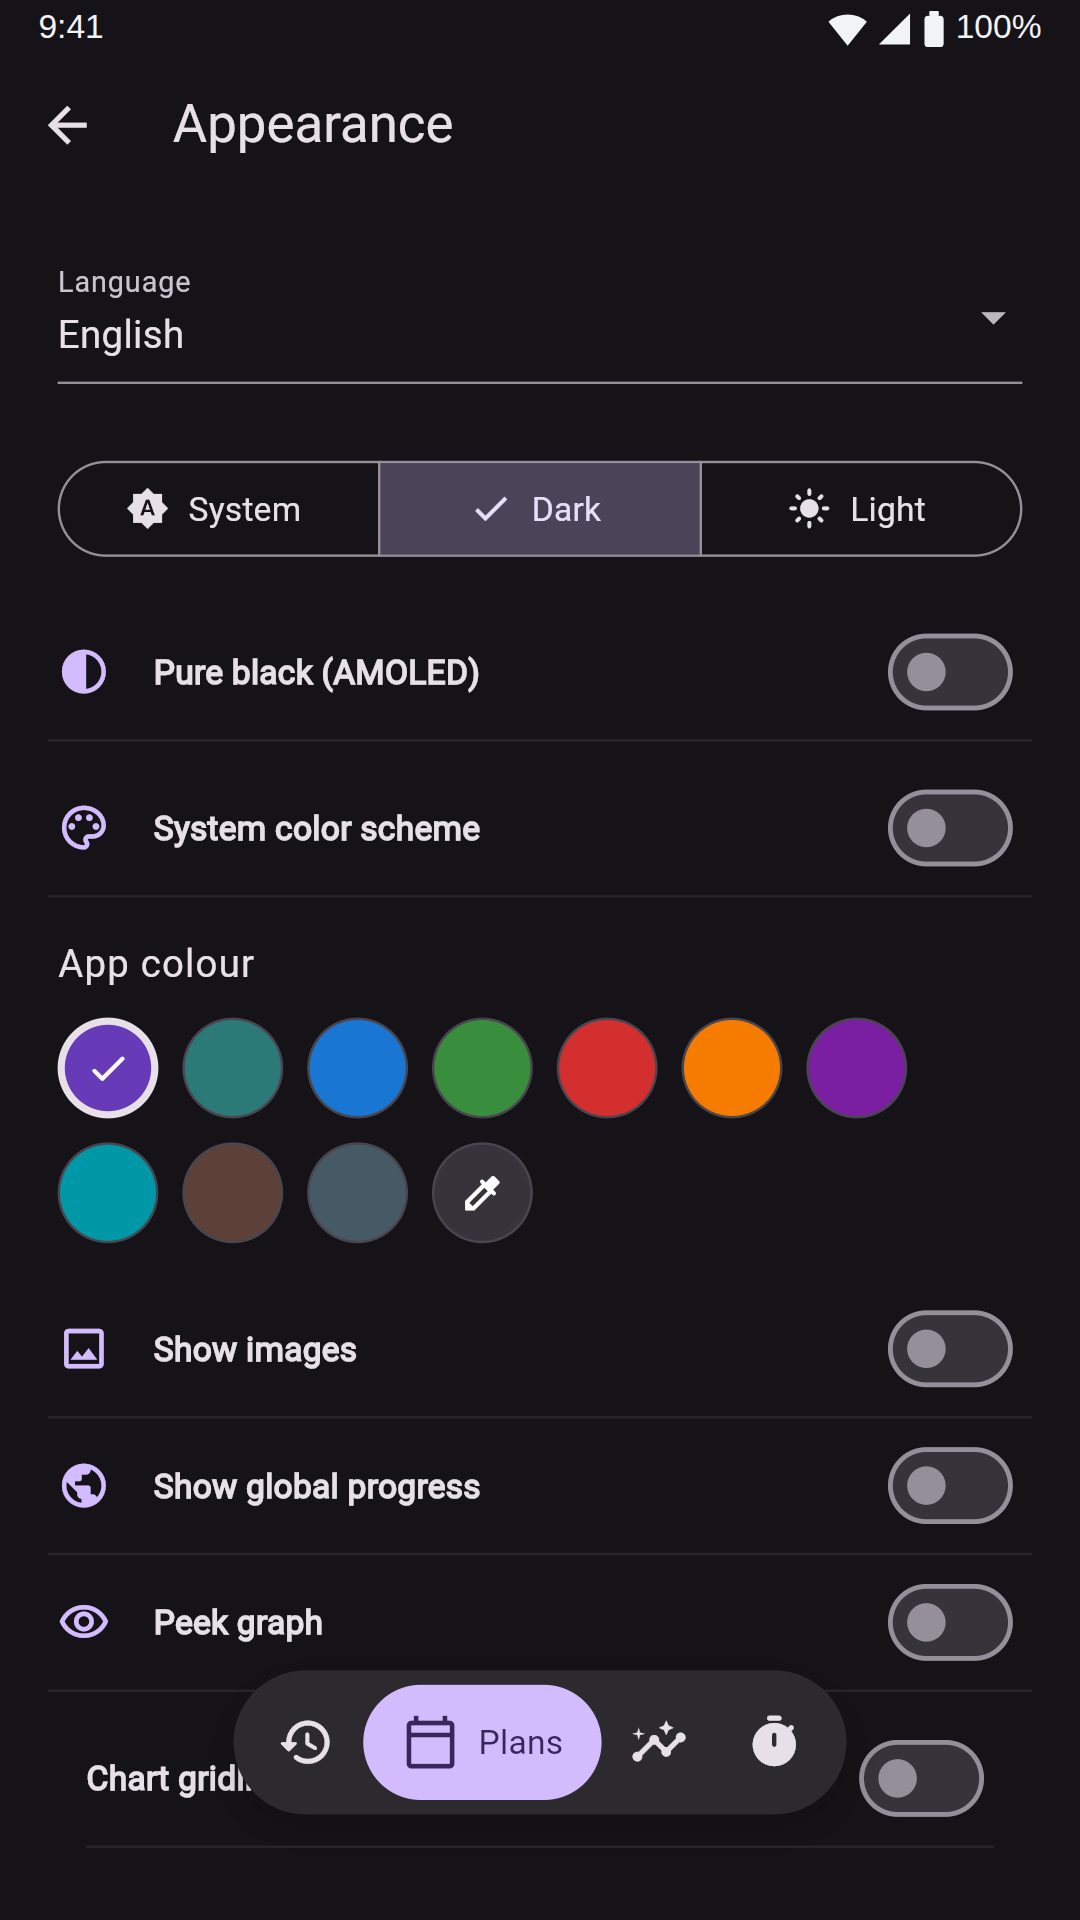 9:41
100%
Appearance
Language
English
System
Dark
Light
Pure black (AMOLED)
System color scheme
App colour
Show images
Show global progress
Peek graph
Plans
Chart